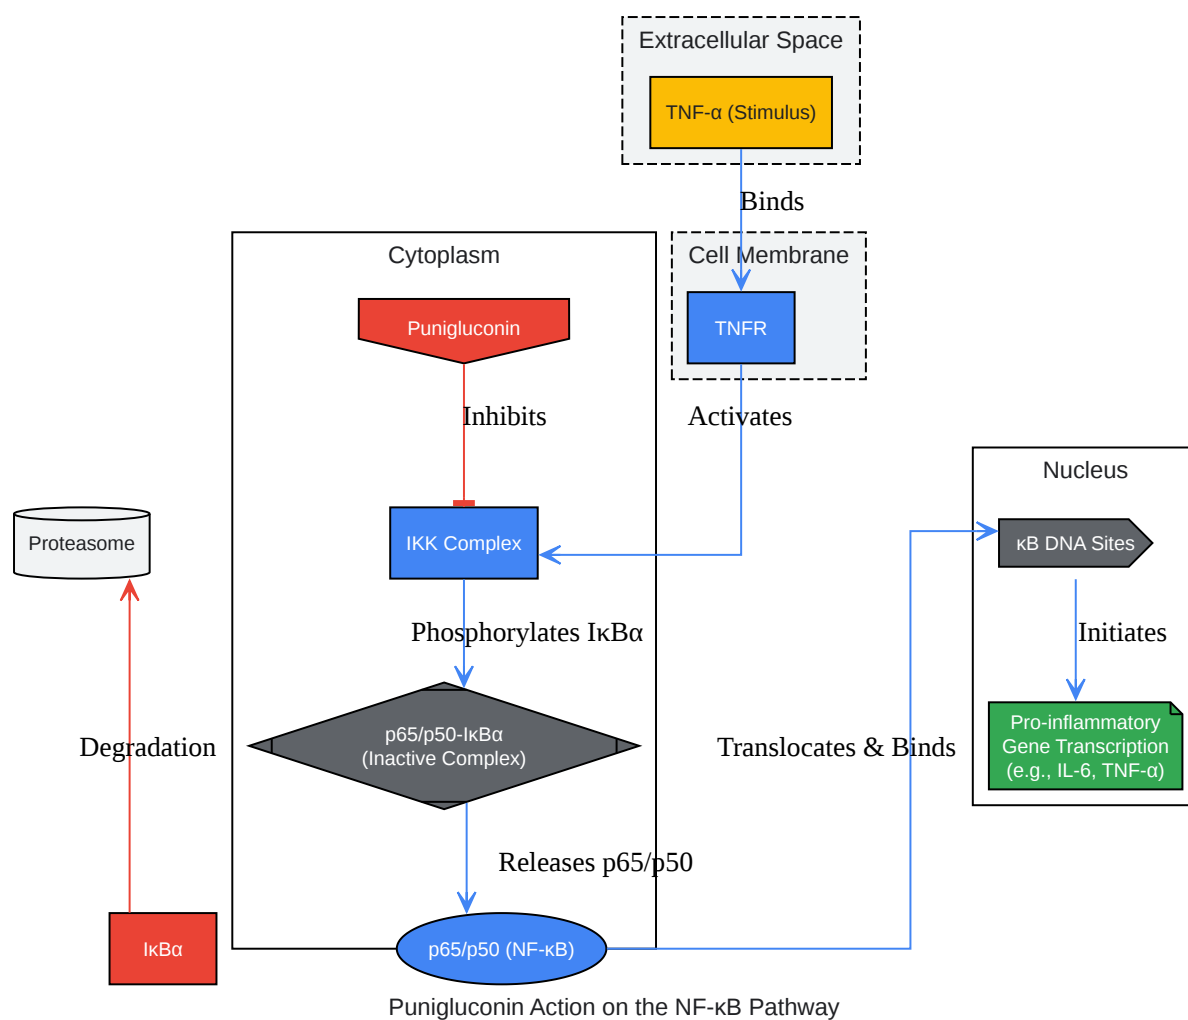 Extracellular Space
TNF-α (Stimulus)
Binds
Cytoplasm
Cell Membrane
Punigluconin
TNFR
Inhibits
Activates
Nucleus
Proteasome
IKK Complex
κB DNA Sites
Phosphorylates IκBα
Initiates
p65/p50-IκBα
(Inactive Complex)
Degradation
Translocates & Binds
Pro-inflammatory
Gene Transcription
(e.g., IL-6, TNF-α)
Releases p65/p50
IκBα
p65/p50 (NF-κB)
Punigluconin Action on the NF-κB Pathway